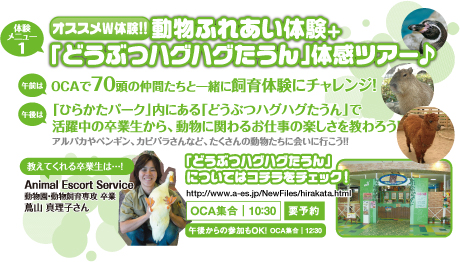 体験メニュー1
オススメW体験!! 動物ふれあい体験+
「どうぶつハグハグたうん」体感ツアー♪
午前は OCAで70頭の仲間たちと一緒に飼育体験にチャレンジ!
午後は 「ひらかたパーク」内にある「どうぶつハグハグたうん」で
活躍中の卒業生から、動物に関わるお仕事の楽しさを教わろう
アルパカやペンギン、カピバラさんなど、たくさんの動物たちに会いに行こう!!
教えてくれる卒業生は…!
Animal Escort Service
動物園・動物飼育専攻 卒業
蔦山 真理子さん
「どうぶつハグハグたうん」
についてはコチラをチェック!
http://www.a-es.jp/NewFiles/hirakata.html
OCA集合 10:30 要予約
午後からの参加もOK! OCA集合 12:30